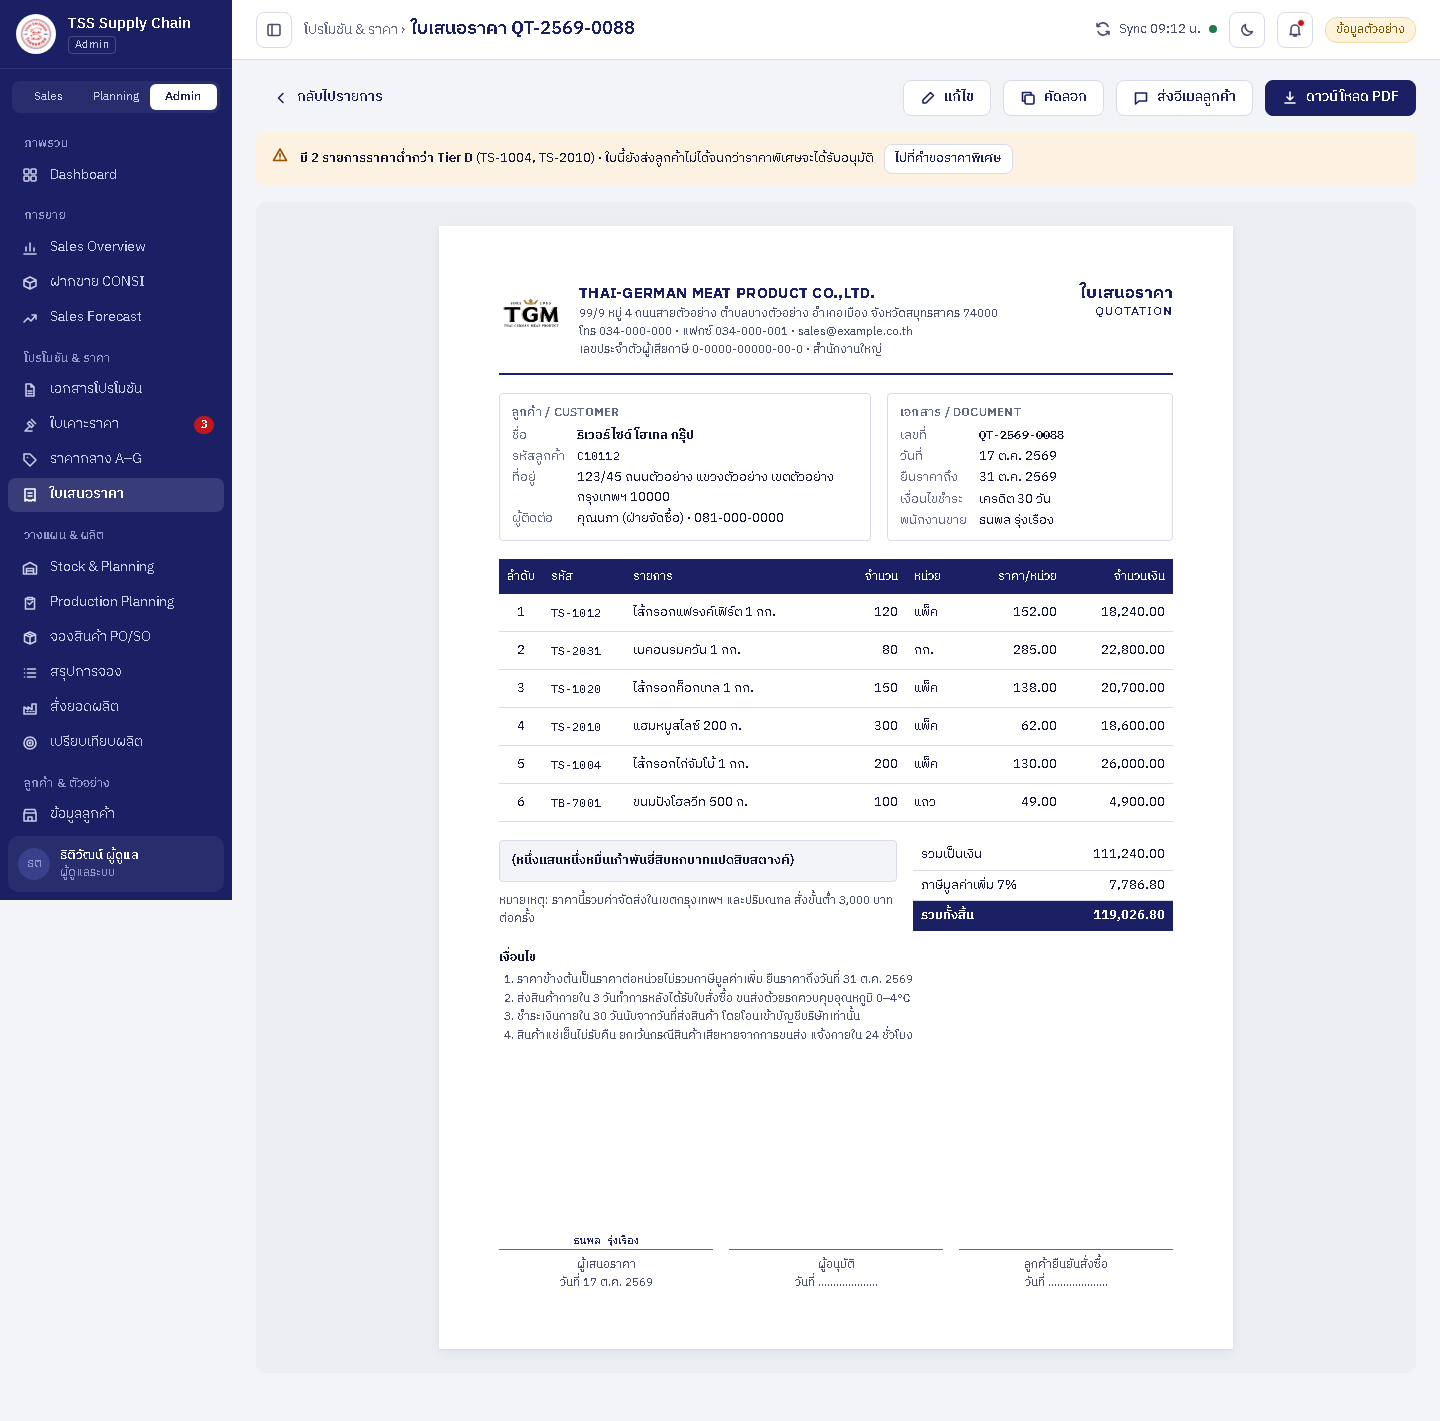 TSS Supply Chain
Admin
Sales Planning Admin
ภาพรวม
Dashboard
การขาย
Sales Overview
ฝากขาย CONSI
Sales Forecast
โปรโมชัน & ราคา
เอกสารโปรโมชัน
ใบเคาะราคา 3
ราคากลาง A–G
ใบเสนอราคา
วางแผน & ผลิต
Stock & Planning
Production Planning
จองสินค้า PO/SO
สรุปการจอง
สั่งยอดผลิต
เปรียบเทียบผลิต
ลูกค้า & ตัวอย่าง
ข้อมูลลูกค้า
ธต
ธิติวัฒน์ ผู้ดูแล
ผู้ดูแลระบบ
โปรโมชัน & ราคา › ใบเสนอราคา QT-2569-0088
Sync 09:12 น.
ข้อมูลตัวอย่าง
กลับไปรายการ
แก้ไข
คัดลอก
ส่งอีเมลลูกค้า
ดาวน์โหลด PDF
มี 2 รายการราคาต่ำกว่า Tier D (TS-1004, TS-2010) · ใบนี้ยังส่งลูกค้าไม่ได้จนกว่าราคาพิเศษจะได้รับอนุมัติ
ไปที่คำขอราคาพิเศษ
TGM
THAI-GERMAN MEAT PRODUCT CO.,LTD.
99/9 หมู่ 4 ถนนสายตัวอย่าง ตำบลบางตัวอย่าง อำเภอเมือง จังหวัดสมุทรสาคร 74000
โทร 034-000-000 · แฟกซ์ 034-000-001 · sales@example.co.th
เลขประจำตัวผู้เสียภาษี 0-0000-00000-00-0 · สำนักงานใหญ่
ใบเสนอราคา
QUOTATION
ลูกค้า / CUSTOMER
ชื่อ ริเวอร์ไซด์ โฮเทล กรุ๊ป
รหัสลูกค้า C10112
ที่อยู่ 123/45 ถนนตัวอย่าง แขวงตัวอย่าง เขตตัวอย่าง
กรุงเทพฯ 10000
ผู้ติดต่อ คุณนภา (ฝ่ายจัดซื้อ) · 081-000-0000
เอกสาร / DOCUMENT
เลขที่ QT-2569-0088
วันที่ 17 ต.ค. 2569
ยืนราคาถึง 31 ต.ค. 2569
เงื่อนไขชำระ เครดิต 30 วัน
พนักงานขาย ธนพล รุ่งเรือง
ลำดับ รหัส รายการ จำนวน หน่วย ราคา/หน่วย จำนวนเงิน
1 TS-1012 ไส้กรอกแฟรงค์เฟิร์ต 1 กก. 120 แพ็ค 152.00 18,240.00
2 TS-2031 เบคอนรมควัน 1 กก. 80 กก. 285.00 22,800.00
3 TS-1020 ไส้กรอกค็อกเทล 1 กก. 150 แพ็ค 138.00 20,700.00
4 TS-2010 แฮมหมูสไลซ์ 200 ก. 300 แพ็ค 62.00 18,600.00
5 TS-1004 ไส้กรอกไก่จัมโบ้ 1 กก. 200 แพ็ค 130.00 26,000.00
6 TB-7001 ขนมปังโฮลวีท 500 ก. 100 แถว 49.00 4,900.00
(หนึ่งแสนหนึ่งหมื่นเก้าพันยี่สิบหกบาทแปดสิบสตางค์)
หมายเหตุ: ราคานี้รวมค่าจัดส่งในเขตกรุงเทพฯ และปริมณฑล สั่งขั้นต่ำ 3,000 บาท
ต่อครั้ง
รวมเป็นเงิน 111,240.00
ภาษีมูลค่าเพิ่ม 7% 7,786.80
รวมทั้งสิ้น 119,026.80
เงื่อนไข
1. ราคาข้างต้นเป็นราคาต่อหน่วยไม่รวมภาษีมูลค่าเพิ่ม ยืนราคาถึงวันที่ 31 ต.ค. 2569
2. ส่งสินค้าภายใน 3 วันทำการหลังได้รับใบสั่งซื้อ ขนส่งด้วยรถควบคุมอุณหภูมิ 0–4°C
3. ชำระเงินภายใน 30 วันนับจากวันที่ส่งสินค้า โดยโอนเข้าบัญชีบริษัทเท่านั้น
4. สินค้าแช่เย็นไม่รับคืน ยกเว้นกรณีสินค้าเสียหายจากการขนส่ง แจ้งภายใน 24 ชั่วโมง
ธนพล รุ่งเรือง
ผู้เสนอราคา
วันที่ 17 ต.ค. 2569
ผู้อนุมัติ
วันที่ ....................
ลูกค้ายืนยันสั่งซื้อ
วันที่ ....................